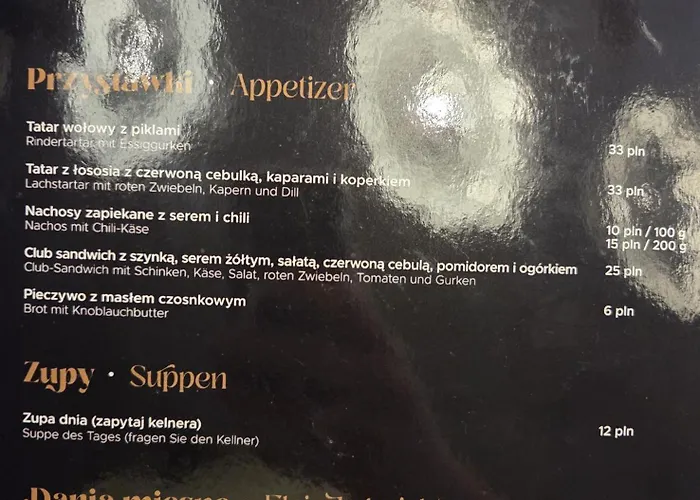 Przystawki · Appetizer
Tatar wołowy z piklami
Rindertartar mit Essiggurken
33 pln
Tatar z łososia z czerwoną cebulką, kaparami i koperkiem
Lachstartar mit roten Zwiebeln, Kapern und Dill
33 pln
Nachosy zapiekane z serem i chili
Nachos mit Chili-Käse
10 pln / 100 g
15 pln / 200 g
Club sandwich z szynką, serem żółtym, sałatą, czerwoną cebulą, pomidorem i ogórkiem
Club-Sandwich mit Schinken, Käse, Salat, roten Zwiebeln, Tomaten und Gurken
25 pln
Pieczywo z masłem czosnkowym
Brot mit Knoblauchbutter
6 pln
Zupy · Suppen
Zupa dnia (zapytaj kelnera)
Suppe des Tages (fragen Sie den Kellner)
12 pln
Dania mięsne